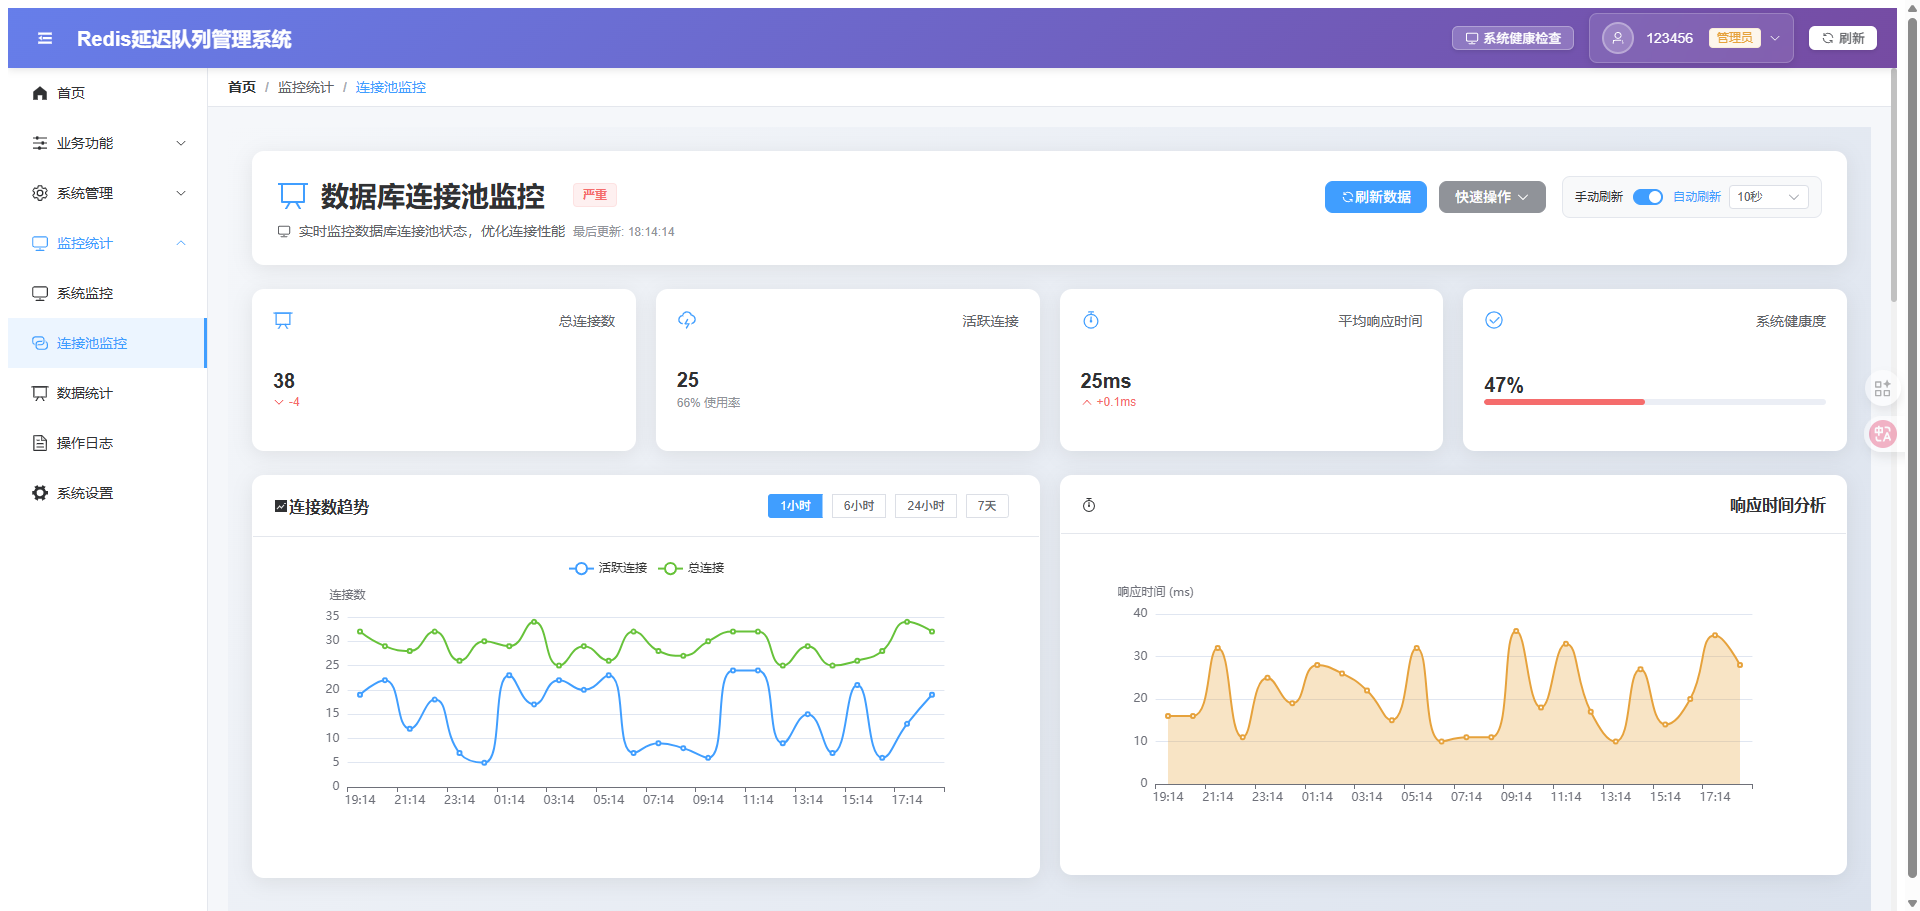 Redis延迟队列管理系统
系统健康检查
123456
管理员
刷新
首页
业务功能
系统管理
监控统计
系统监控
连接池监控
数据统计
操作日志
系统设置
首页 / 监控统计 / 连接池监控
数据库连接池监控
严重
实时监控数据库连接池状态，优化连接性能 最后更新: 18:14:14
刷新数据
快速操作
手动刷新
自动刷新
10秒
总连接数
38
-4
活跃连接
25
66% 使用率
平均响应时间
25ms
+0.1ms
系统健康度
47%
连接数趋势
1小时
6小时
24小时
7天
活跃连接
总连接
连接数
35
30
25
20
15
10
5
0
19:14 21:14 23:14 01:14 03:14 05:14 07:14 09:14 11:14 13:14 15:14 17:14
响应时间分析
响应时间 (ms)
40
30
20
10
0
19:14 21:14 23:14 01:14 03:14 05:14 07:14 09:14 11:14 13:14 15:14 17:14
中A